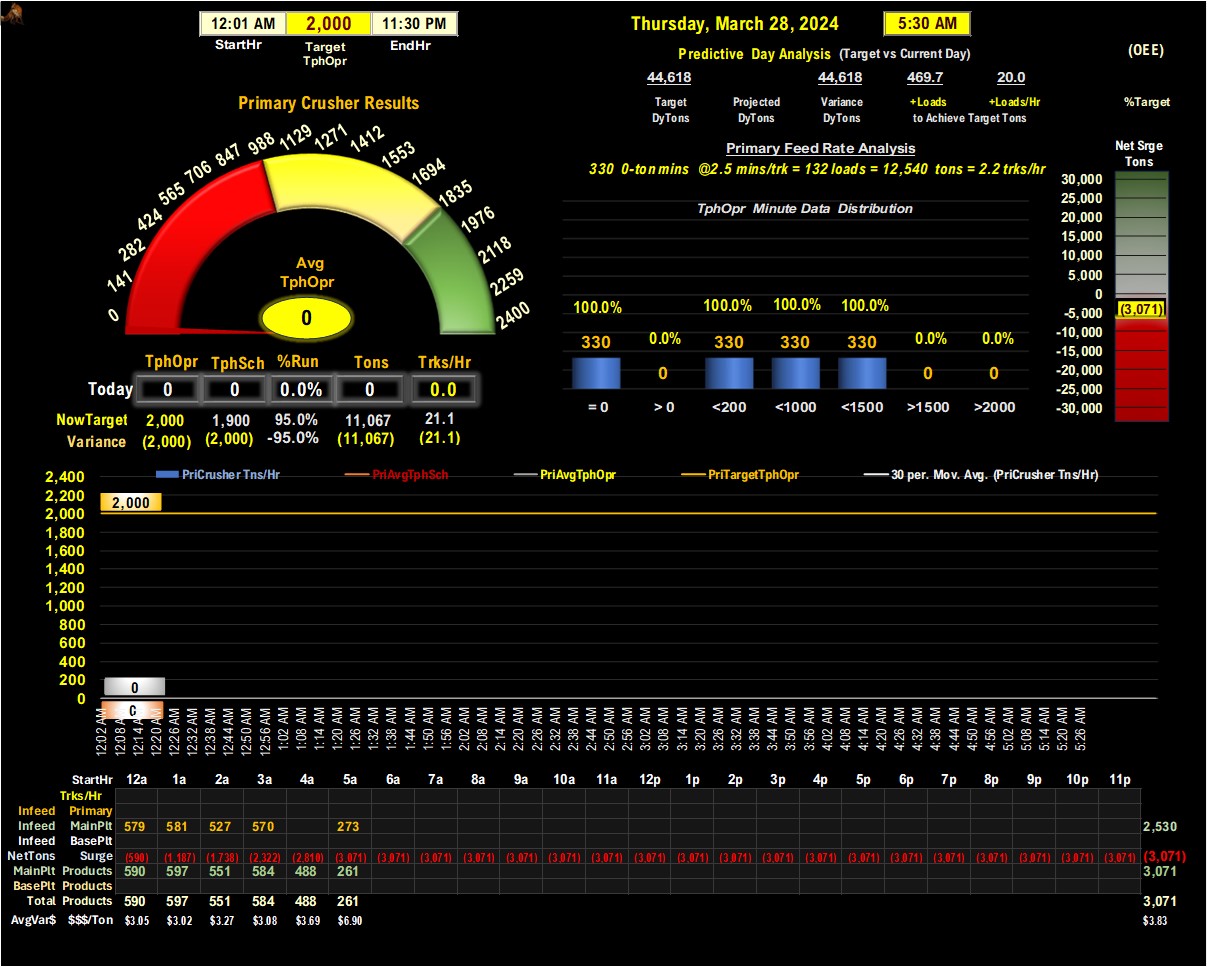 12:01 AM 2,000 11:30 PM
StartHr Target TphOpr EndHr
Thursday, March 28, 2024 5:30 AM
Predictive Day Analysis (Target vs Current Day)
(OEE)
44,618 44,618 469.7 20.0
Target DyTons Projected DyTons Variance DyTons +Loads +Loads/Hr
to Achieve Target Tons
%Target
Primary Crusher Results
0 141 282 424 565 706 847 988 1129 1271 1412 1553 1694 1835 1976 2118 2259 2400
Avg
TphOpr
0
Primary Feed Rate Analysis
330 0-ton mins @2.5 mins/trk = 132 loads = 12,540 tons = 2.2 trks/hr
TphOpr Minute Data Distribution
100.0% 0.0% 100.0% 100.0% 100.0% 0.0% 0.0%
330 0 330 330 330 0 0
= 0 > 0 <200 <1000 <1500 >1500 >2000
Net Srge
Tons
30,000
25,000
20,000
15,000
10,000
5,000
0
(3,071)
-5,000
-10,000
-15,000
-20,000
-25,000
-30,000
TphOpr TphSch %Run Tons Trks/Hr
Today 0 0 0.0% 0 0.0
NowTarget 2,000 1,900 95.0% 11,067 21.1
Variance (2,000) (2,000) -95.0% (11,067) (21.1)
PriCrusher Tns/Hr PriAvgTphSch PriAvgTphOpr PriTargetTphOpr 30 per. Mov. Avg. (PriCrusher Tns/Hr)
2,400
2,200
2,000
2,000
1,800
1,600
1,400
1,200
1,000
800
600
400
200
0
0
12:02 AM 12:08 AM 12:14 AM 12:20 AM 12:26 AM 12:32 AM 12:38 AM 12:44 AM 12:50 AM 12:56 AM 1:02 AM 1:08 AM 1:14 AM 1:20 AM 1:26 AM 1:32 AM 1:38 AM 1:44 AM 1:50 AM 1:56 AM 2:02 AM 2:08 AM 2:14 AM 2:20 AM 2:26 AM 2:32 AM 2:38 AM 2:44 AM 2:50 AM 2:56 AM 3:02 AM 3:08 AM 3:14 AM 3:20 AM 3:26 AM 3:32 AM 3:38 AM 3:44 AM 3:50 AM 3:56 AM 4:02 AM 4:08 AM 4:14 AM 4:20 AM 4:26 AM 4:32 AM 4:38 AM 4:44 AM 4:50 AM 4:56 AM 5:02 AM 5:08 AM 5:14 AM 5:20 AM 5:26 AM
StartHr 12a 1a 2a 3a 4a 5a 6a 7a 8a 9a 10a 11a 12p 1p 2p 3p 4p 5p 6p 7p 8p 9p 10p 11p
Trks/Hr
Infeed Primary
Infeed MainPlt 579 581 527 570 273 2,530
Infeed BasePlt
NetTons Surge (590) (1,187) (1,738) (2,322) (2,810) (3,071) (3,071) (3,071) (3,071) (3,071) (3,071) (3,071) (3,071) (3,071) (3,071) (3,071) (3,071) (3,071) (3,071) (3,071) (3,071) (3,071) (3,071) (3,071) (3,071)
MainPlt Products 590 597 551 584 488 261 3,071
BasePlt Products
Total Products 590 597 551 584 488 261 3,071
AvgVar$ $$$/Ton $3.05 $3.02 $3.27 $3.08 $3.69 $6.90 $3.83